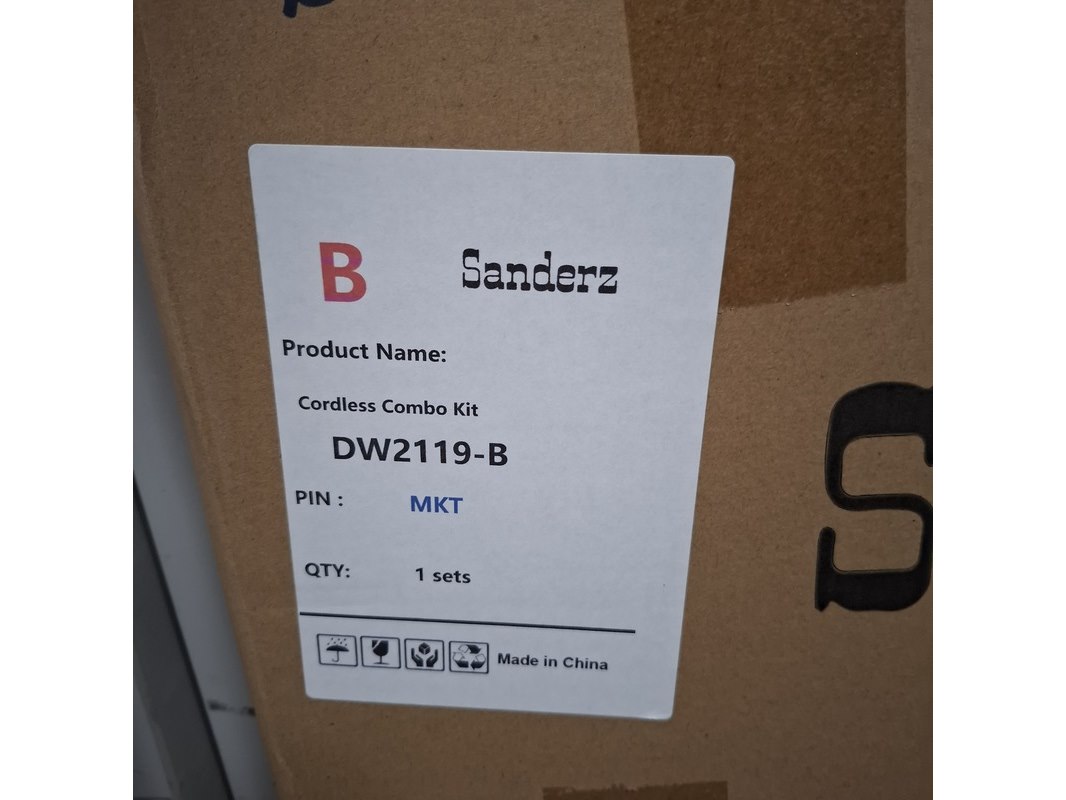 B Sanderz
Product Name:
Cordless Combo Kit
DW2119-B
PIN : MKT
QTY: 1 sets
Made in China
S